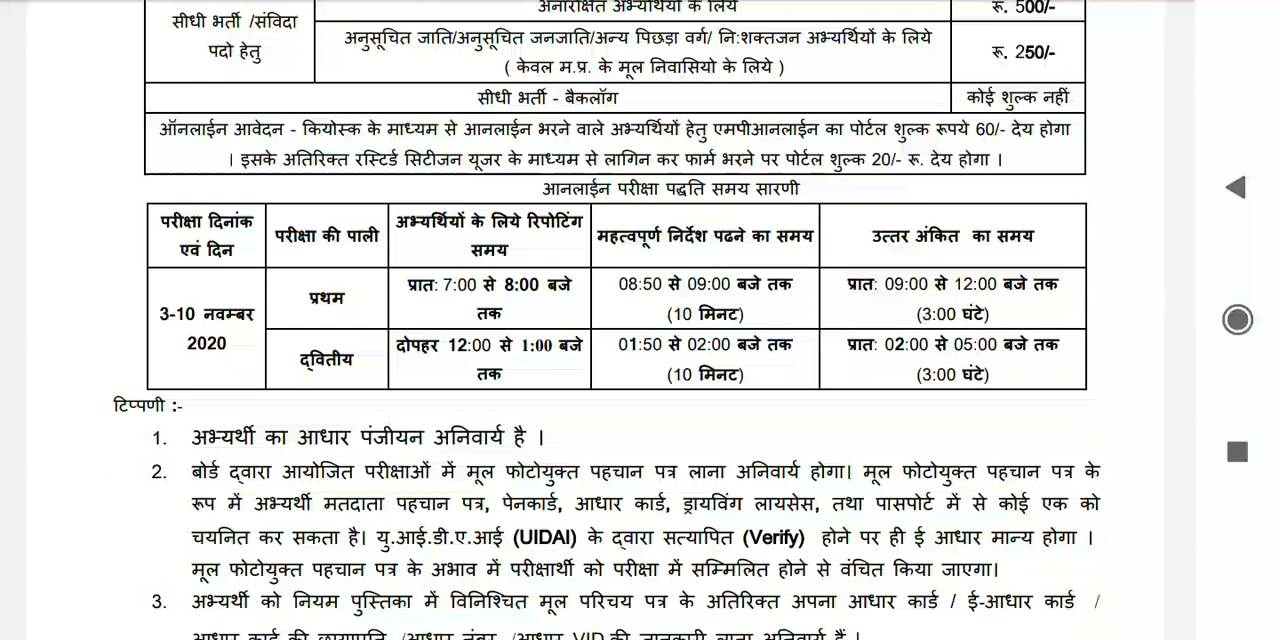 अनारक्षित अभ्यर्थियों के लिये
रू. 500/-
सीधी भर्ती /संविदा
पदो हेतु
अनुसूचित जाति/अनुसूचित जनजाति/अन्य पिछड़ा वर्ग/ नि:शक्तजन अभ्यर्थियों के लिये
( केवल म.प्र. के मूल निवासियो के लिये )
रू. 250/-
सीधी भर्ती - बैकलॉग
कोई शुल्क नहीं
ऑनलाईन आवेदन - कियोस्क के माध्यम से आनलाईन भरने वाले अभ्यर्थियों हेतु एमपीआनलाईन का पोर्टल शुल्क रूपये 60/- देय होगा
। इसके अतिरिक्त रस्टिर्ड सिटीजन यूजर के माध्यम से लागिन कर फार्म भरने पर पोर्टल शुल्क 20/- रू. देय होगा ।
आनलाईन परीक्षा पद्धति समय सारणी
परीक्षा दिनांक
एवं दिन
परीक्षा की पाली
अभ्यर्थियों के लिये रिपोटिंग
समय
महत्वपूर्ण निर्देश पढने का समय
उत्तर अंकित का समय
3-10 नवम्बर
2020
प्रथम
प्रात: 7:00 से 8:00 बजे
तक
08:50 से 09:00 बजे तक
(10 मिनट)
प्रात: 09:00 से 12:00 बजे तक
(3:00 घंटे)
द्वितीय
दोपहर 12:00 से 1:00 बजे
तक
01:50 से 02:00 बजे तक
(10 मिनट)
प्रात: 02:00 से 05:00 बजे तक
(3:00 घंटे)
टिप्पणी :-
1. अभ्यर्थी का आधार पंजीयन अनिवार्य है ।
2. बोर्ड द्वारा आयोजित परीक्षाओं में मूल फोटोयुक्त पहचान पत्र लाना अनिवार्य होगा। मूल फोटोयुक्त पहचान पत्र के
रूप में अभ्यर्थी मतदाता पहचान पत्र, पेनकार्ड, आधार कार्ड, ड्रायविंग लायसेस, तथा पासपोर्ट में से कोई एक को
चयनित कर सकता है। यु.आई.डी.ए.आई (UIDAI) के द्वारा सत्यापित (Verify) होने पर ही ई आधार मान्य होगा ।
मूल फोटोयुक्त पहचान पत्र के अभाव में परीक्षार्थी को परीक्षा में सम्मिलित होने से वंचित किया जाएगा।
3. अभ्यर्थी को नियम पुस्तिका में विनिश्चित मूल परिचय पत्र के अतिरिक्त अपना आधार कार्ड / ई-आधार कार्ड /
आधार कार्ड की छायाप्रति /आधार नंबर /आधार VID की जानकारी लाना अनिवार्य हैं ।